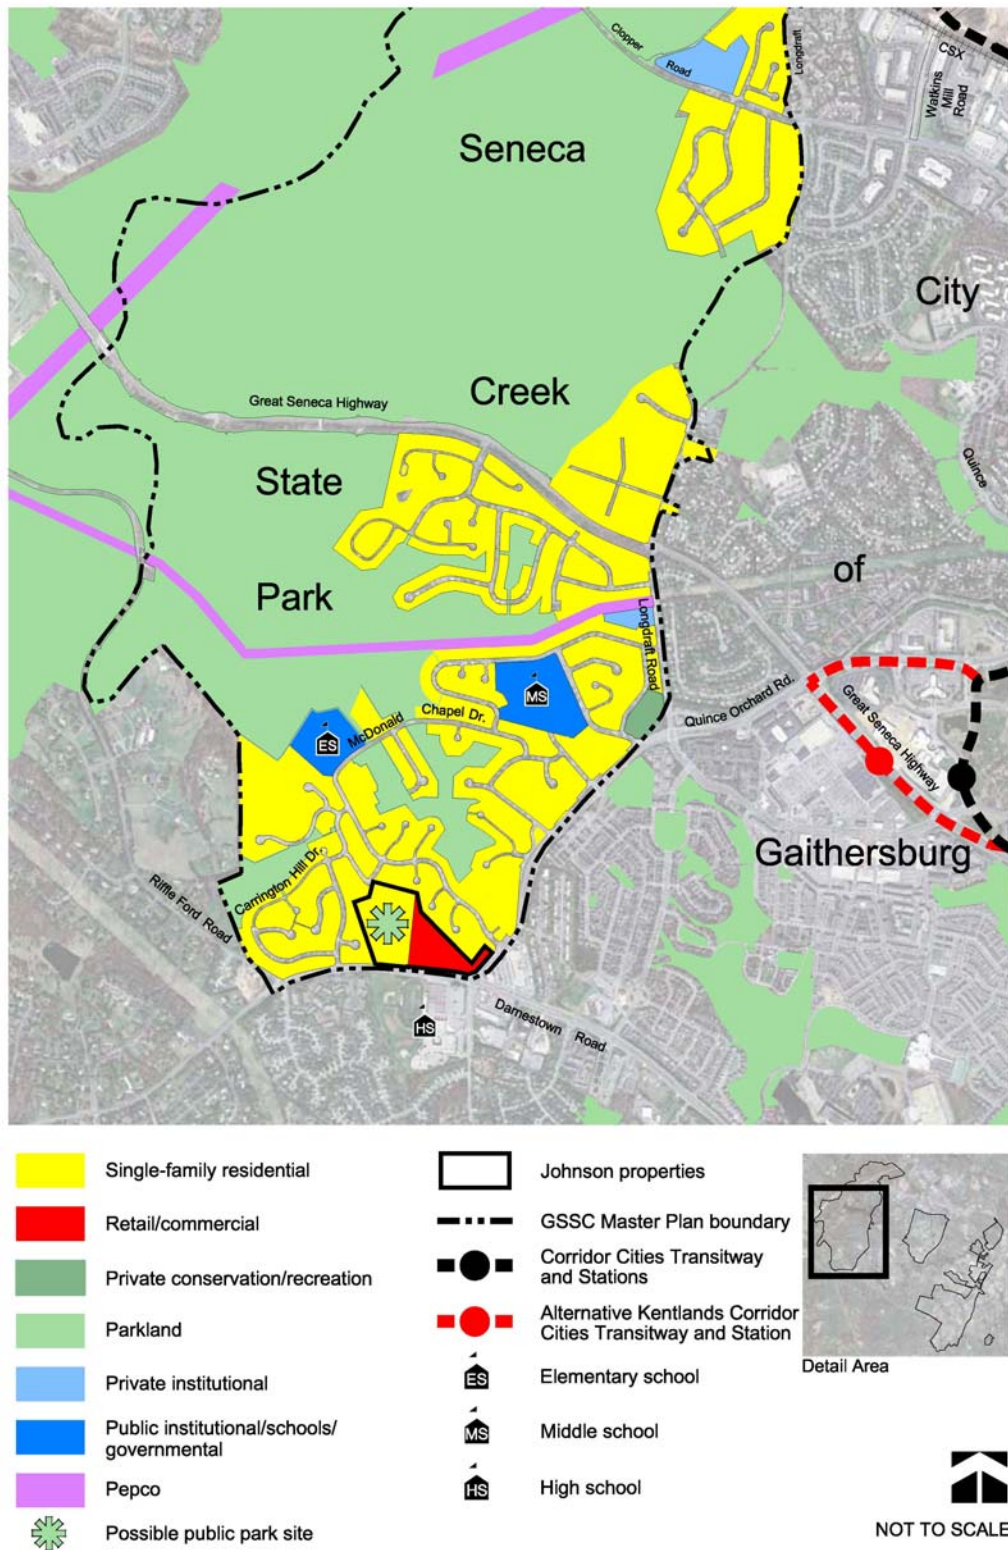 Clopper
Road
Longdraft
CSX
Watkins
Mill
Road
Seneca
City
Creek
Great Seneca Highway
State
Quince
of
Park
Longdraft Road
MS
Quince Orchard Rd.
Great Seneca Highway
McDonald
Chapel Dr.
ES
Gaithersburg
Carrington Hill Dr.
Riffle Ford Road
HS
Darnestown Road
Single-family residential
Retail/commercial
Private conservation/recreation
Parkland
Private institutional
Public institutional/schools/
governmental
Pepco
Possible public park site
Johnson properties
GSSC Master Plan boundary
Corridor Cities Transitway
and Stations
Alternative Kentlands Corridor
Cities Transitway and Station
ES
Elementary school
MS
Middle school
HS
High school
Detail Area
NOT TO SCALE